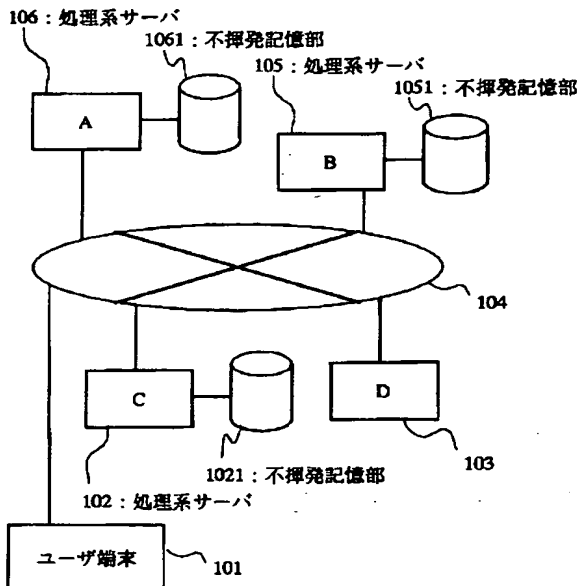 106：処理系サーバ
1061：不揮発記憶部
105：処理系サーバ
1051：不揮発記憶部
A
B
104
C
D
1021：不揮発記憶部
103
102：処理系サーバ
ユーザ端末
101